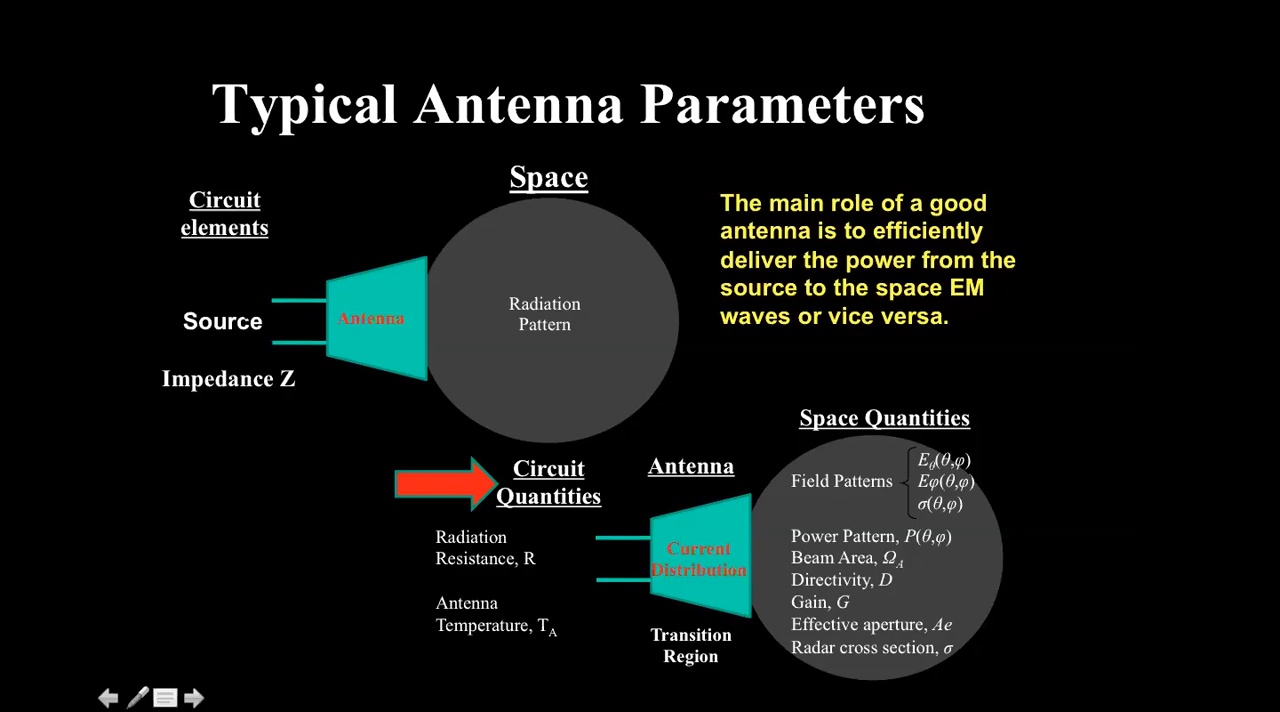 Typical Antenna Parameters
Circuit
elements
Space
Source
Impedance Z
Antenna
Radiation
Pattern
The main role of a good
antenna is to efficiently
deliver the power from the
source to the space EM
waves or vice versa.
Circuit
Quantities
Radiation
Resistance, R
Antenna
Temperature, T_A
Antenna
Current
Distribution
Transition
Region
Space Quantities
Field Patterns
E_θ(θ,φ)
Eφ(θ,φ)
σ(θ,φ)
Power Pattern, P(θ,φ)
Beam Area, Ω_A
Directivity, D
Gain, G
Effective aperture, Ae
Radar cross section, σ